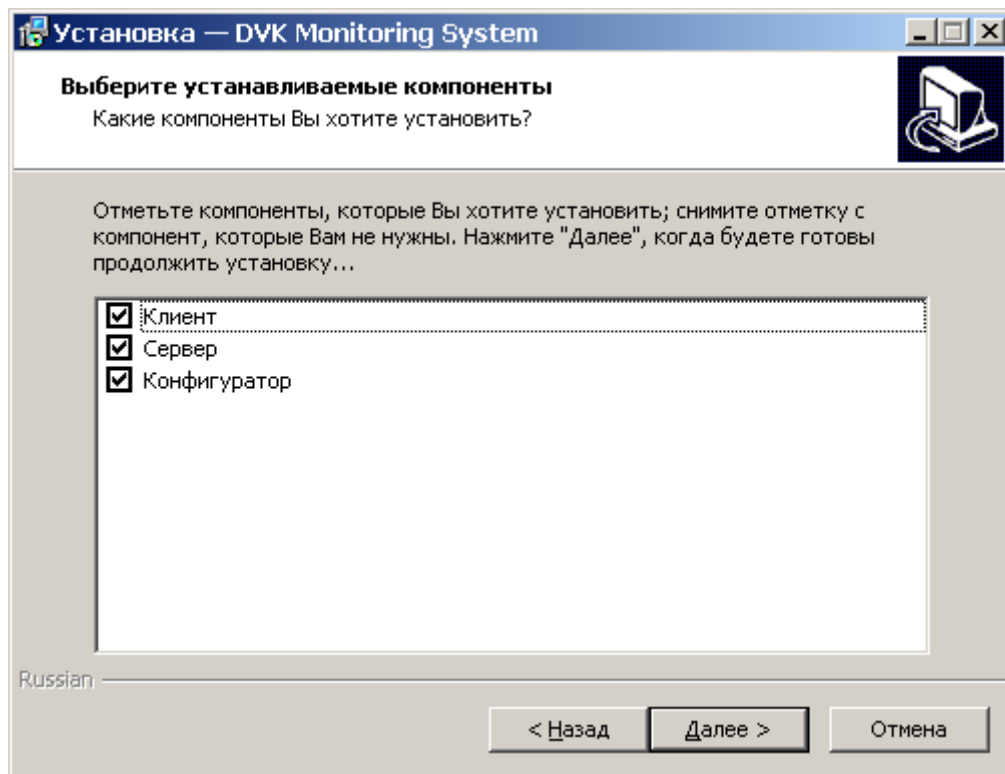 Установка — DVK Monitoring System
Выберите устанавливаемые компоненты
Какие компоненты Вы хотите установить?
Отметьте компоненты, которые Вы хотите установить; снимите отметку с
компонент, которые Вам не нужны. Нажмите "Далее", когда будете готовы
продолжить установку...
Клиент
Сервер
Конфигуратор
Russian
< Назад
Далее >
Отмена